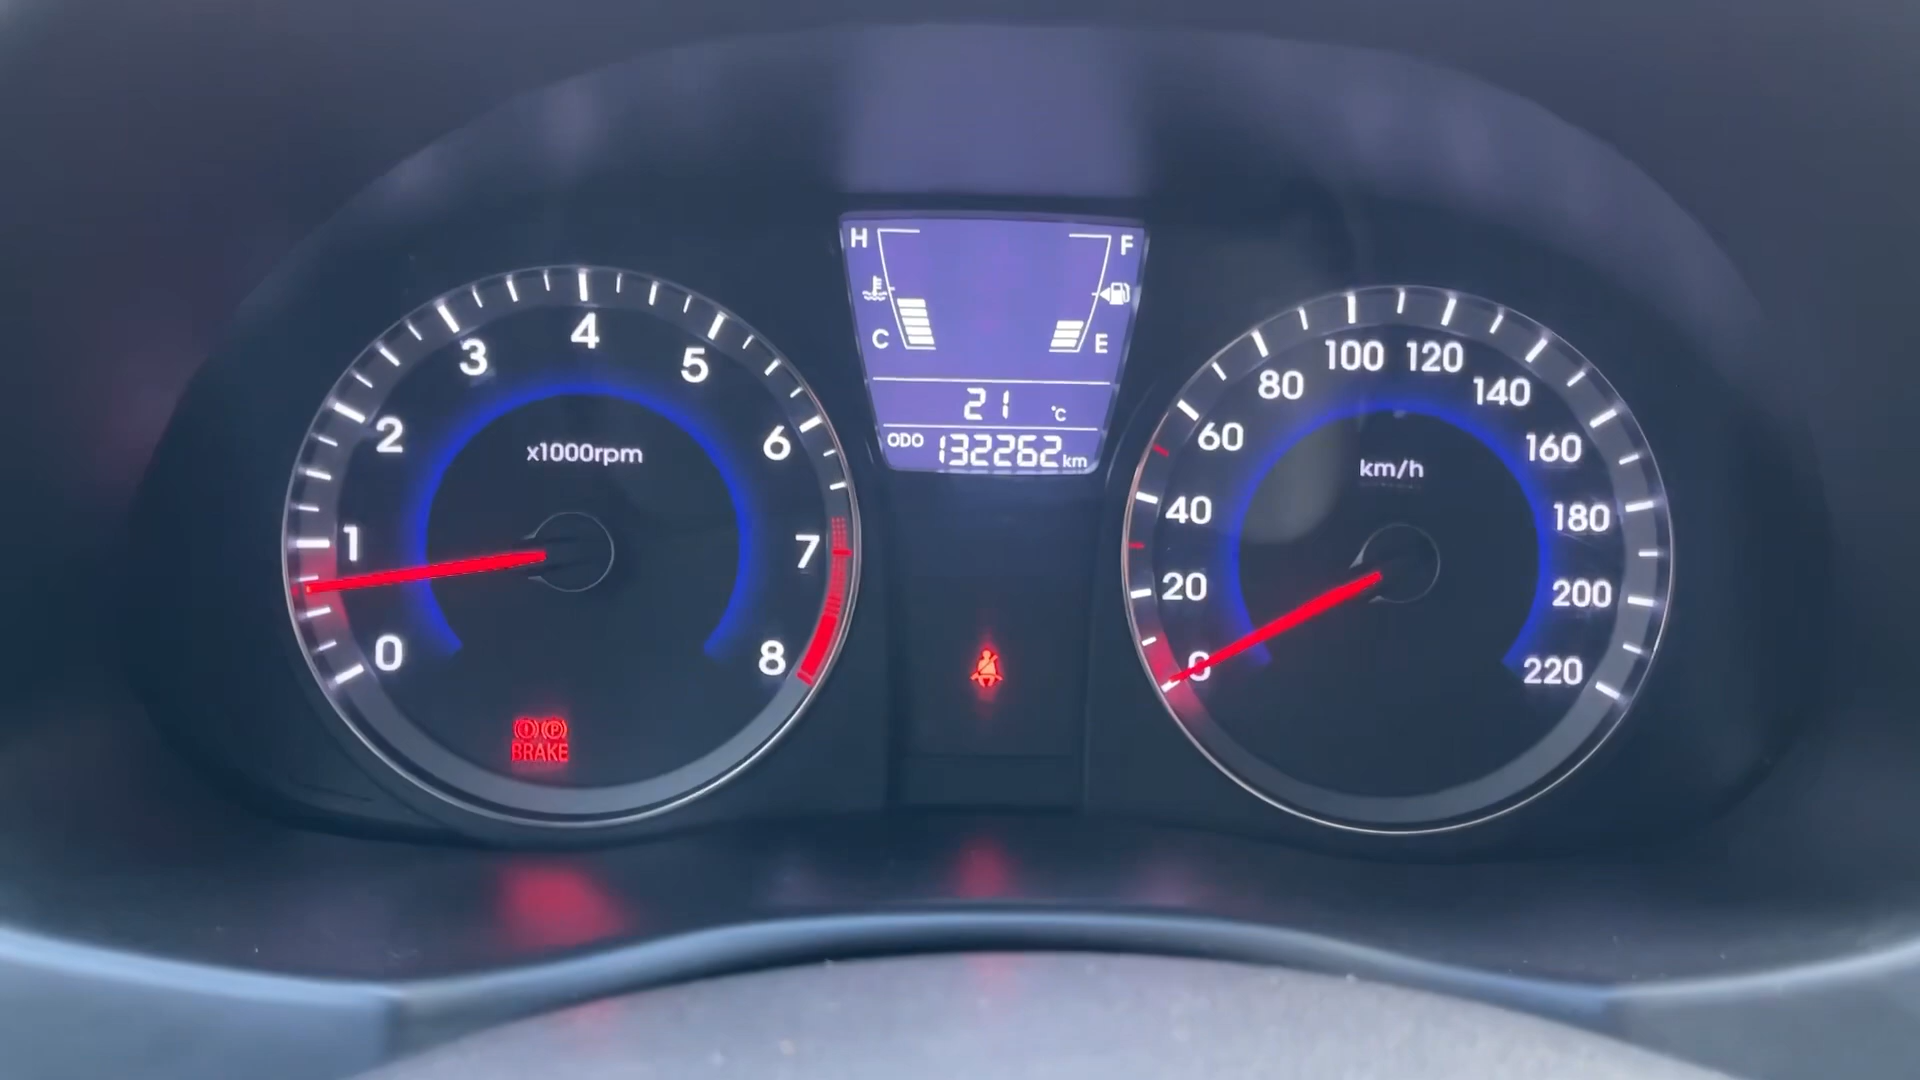 H F
C E
21 °C
ODO 132262 km
0 1 2 3 4 5 6 7 8
x1000rpm
BRAKE
0 20 40 60 80 100 120 140 160 180 200 220
km/h
(!) (P)